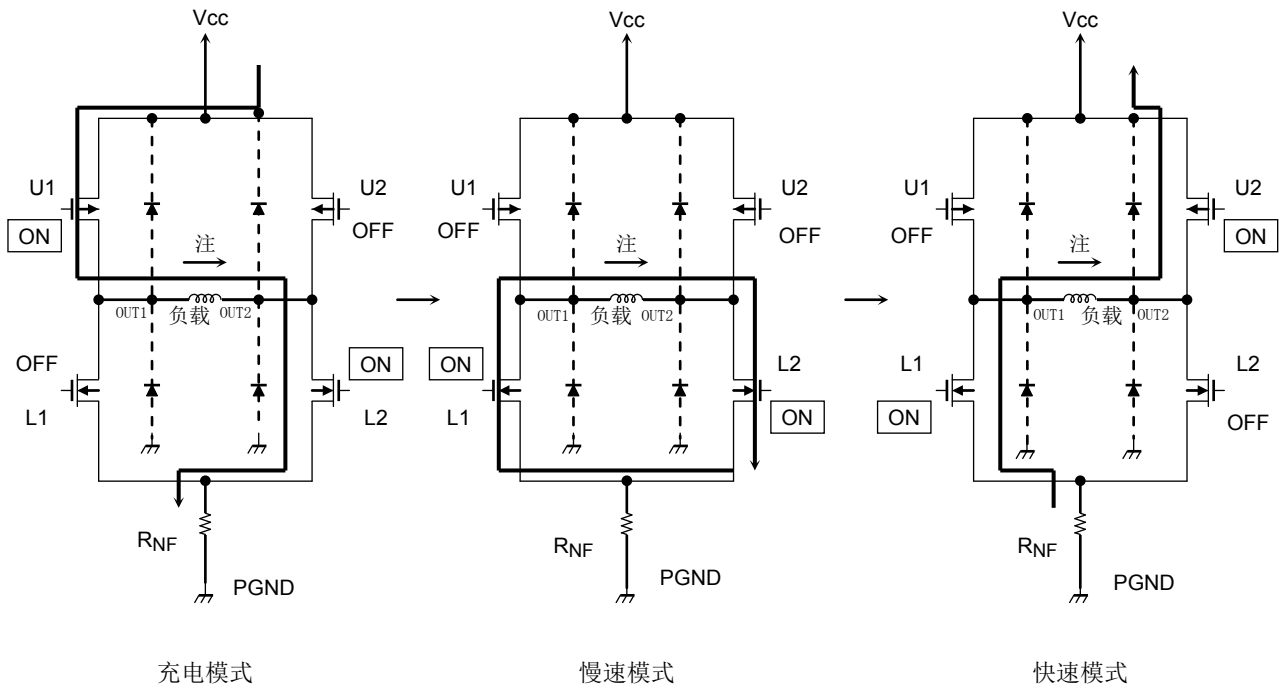 Vcc
U1
ON
U2
OFF
注
OUT1
负载
OUT2
OFF
L1
ON
L2
RNF
PGND
充电模式
Vcc
U1
OFF
U2
OFF
注
OUT1
负载
OUT2
ON
L1
L2
ON
RNF
PGND
慢速模式
Vcc
U1
OFF
U2
ON
注
OUT1
负载
OUT2
L1
ON
L2
OFF
RNF
PGND
快速模式